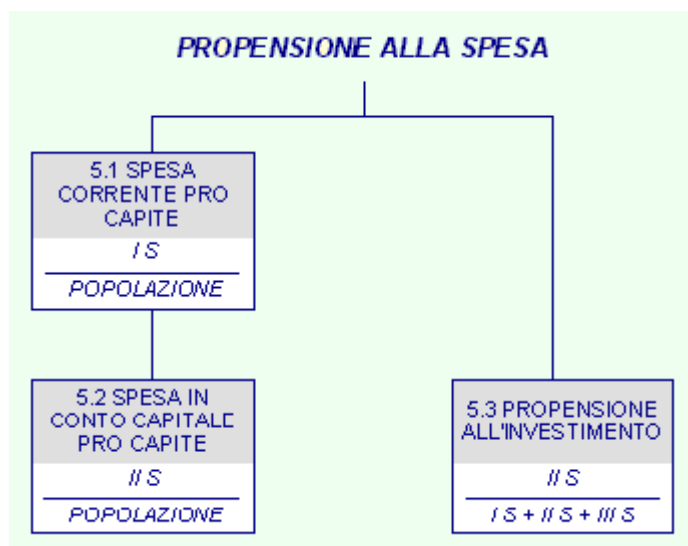 PROPENSIONE ALLA SPESA
5.1 SPESA
CORRENTE PRO
CAPITE
I S
POPOLAZIONE
5.2 SPESA IN
CONTO CAPITALE
PRO CAPITE
II S
POPOLAZIONE
5.3 PROPENSIONE
ALL'INVESTIMENTO
II S
I S + II S + III S